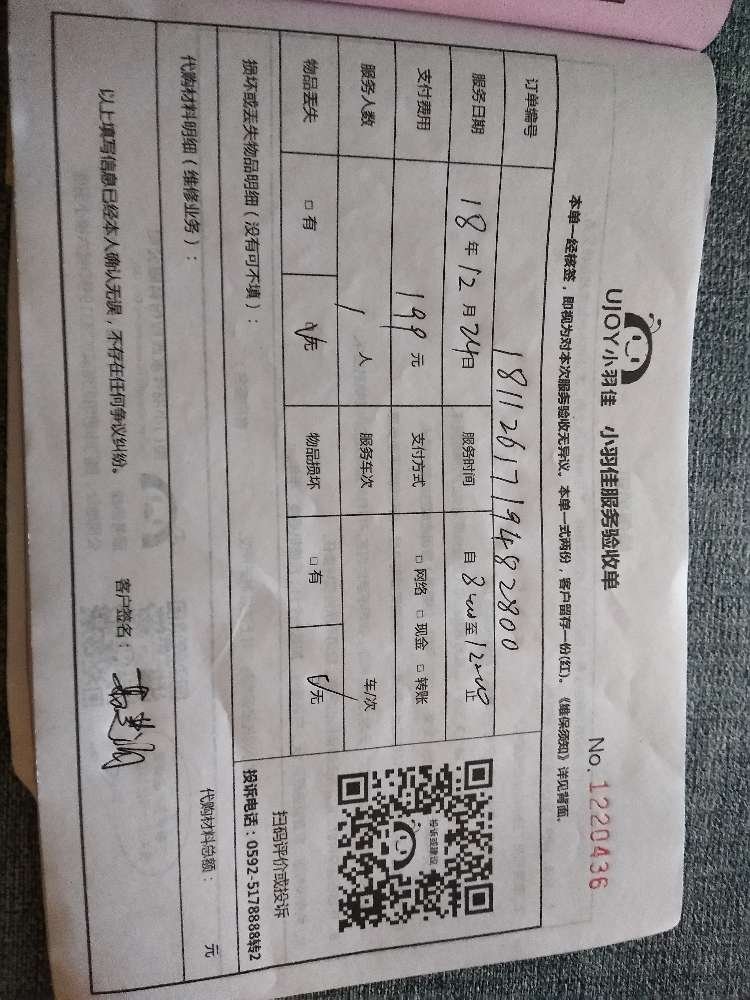 UJOY小羽佳 小羽佳服务验收单
No. 1220436
本单一经核签，即视为对本次服务验收无异议。本单一式两份，客户留存一份(红)。《维保须知》详见背面。
订单编号 1811261719482800
服务日期 18年12月24日 服务时间 自8:00至12:00止
支付费用 199元 支付方式 □网络 □现金 □转账
服务人数 1人 服务车次 车/次
物品丢失 □有 ☑无 物品损坏 □有 ☑无
投诉或建议
扫码评价或投诉
投诉电话：0592-5178888转2
损坏或丢失物品明细（没有可不填）：
代购材料明细（维修业务）： 代购材料总额： 元
以上填写信息已经本人确认无误，不存在任何争议纠纷。 客户签名：